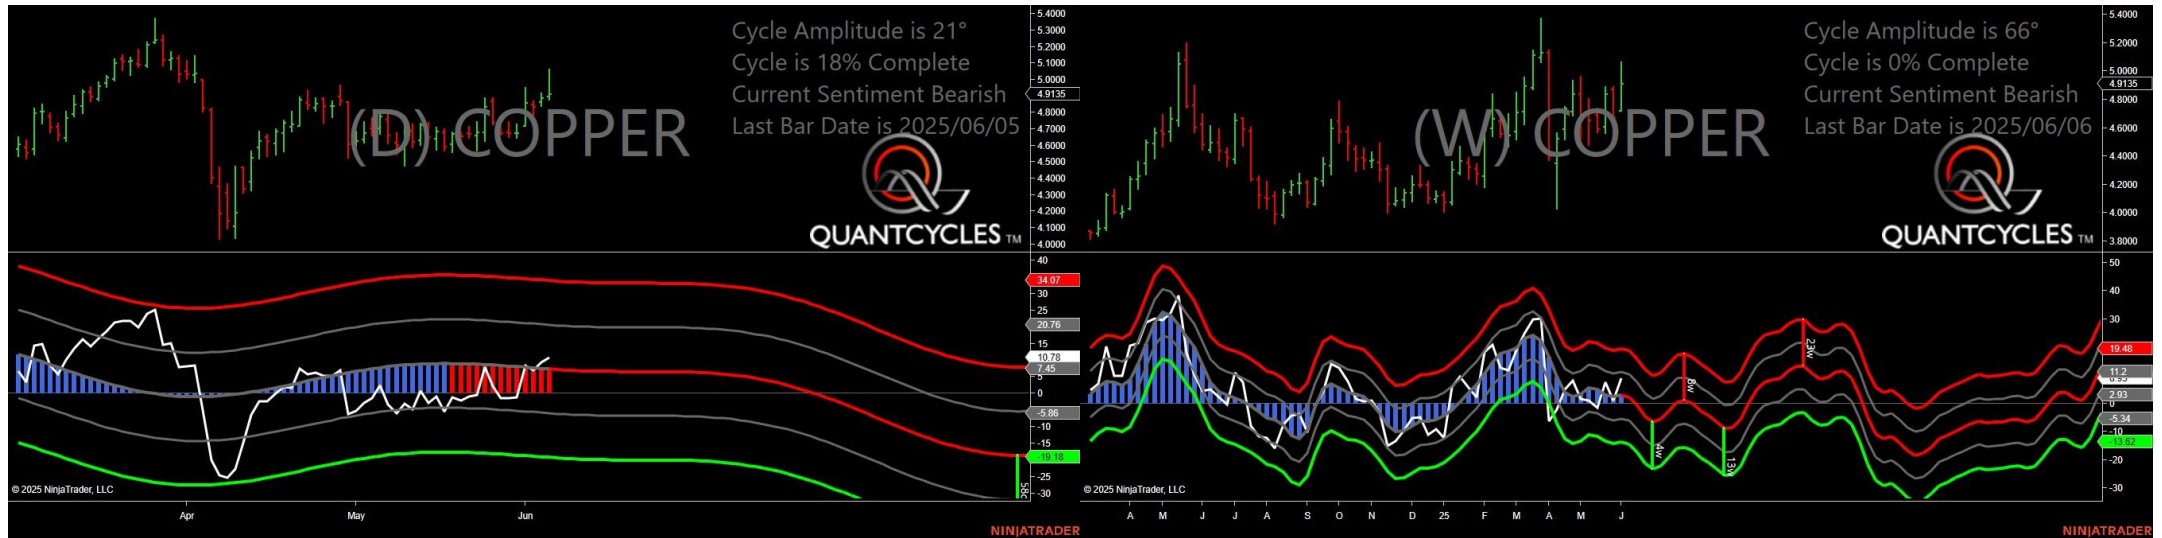 Cycle Amplitude is 21°
Cycle is 18% Complete
Current Sentiment Bearish
Last Bar Date is 2025/06/05
(D) COPPER
QUANTCYCLES TM
5.4000
5.3000
5.2000
5.1000
5.0000
4.9135
4.8000
4.7000
4.6000
4.5000
4.4000
4.3000
4.2000
4.1000
4.0000
40
34.07
30
25
20.76
15
10.78
7.45
5
0
-5.86
-10
-15
-19.18
-25
-30
© 2025 NinjaTrader, LLC
Apr
May
Jun
NINJATRADER
Cycle Amplitude is 66°
Cycle is 0% Complete
Current Sentiment Bearish
Last Bar Date is 2025/06/06
(W) COPPER
QUANTCYCLES TM
5.4000
5.2000
5.0000
4.9135
4.8000
4.6000
4.4000
4.2000
4.0000
3.8000
50
40
30
19.48
11.2
2.93
0
-5.34
-10
-13.62
-20
-30
4w
8w
13w
23w
© 2025 NinjaTrader, LLC
A M J J A S O N D 25 F M A M J
NINJATRADER